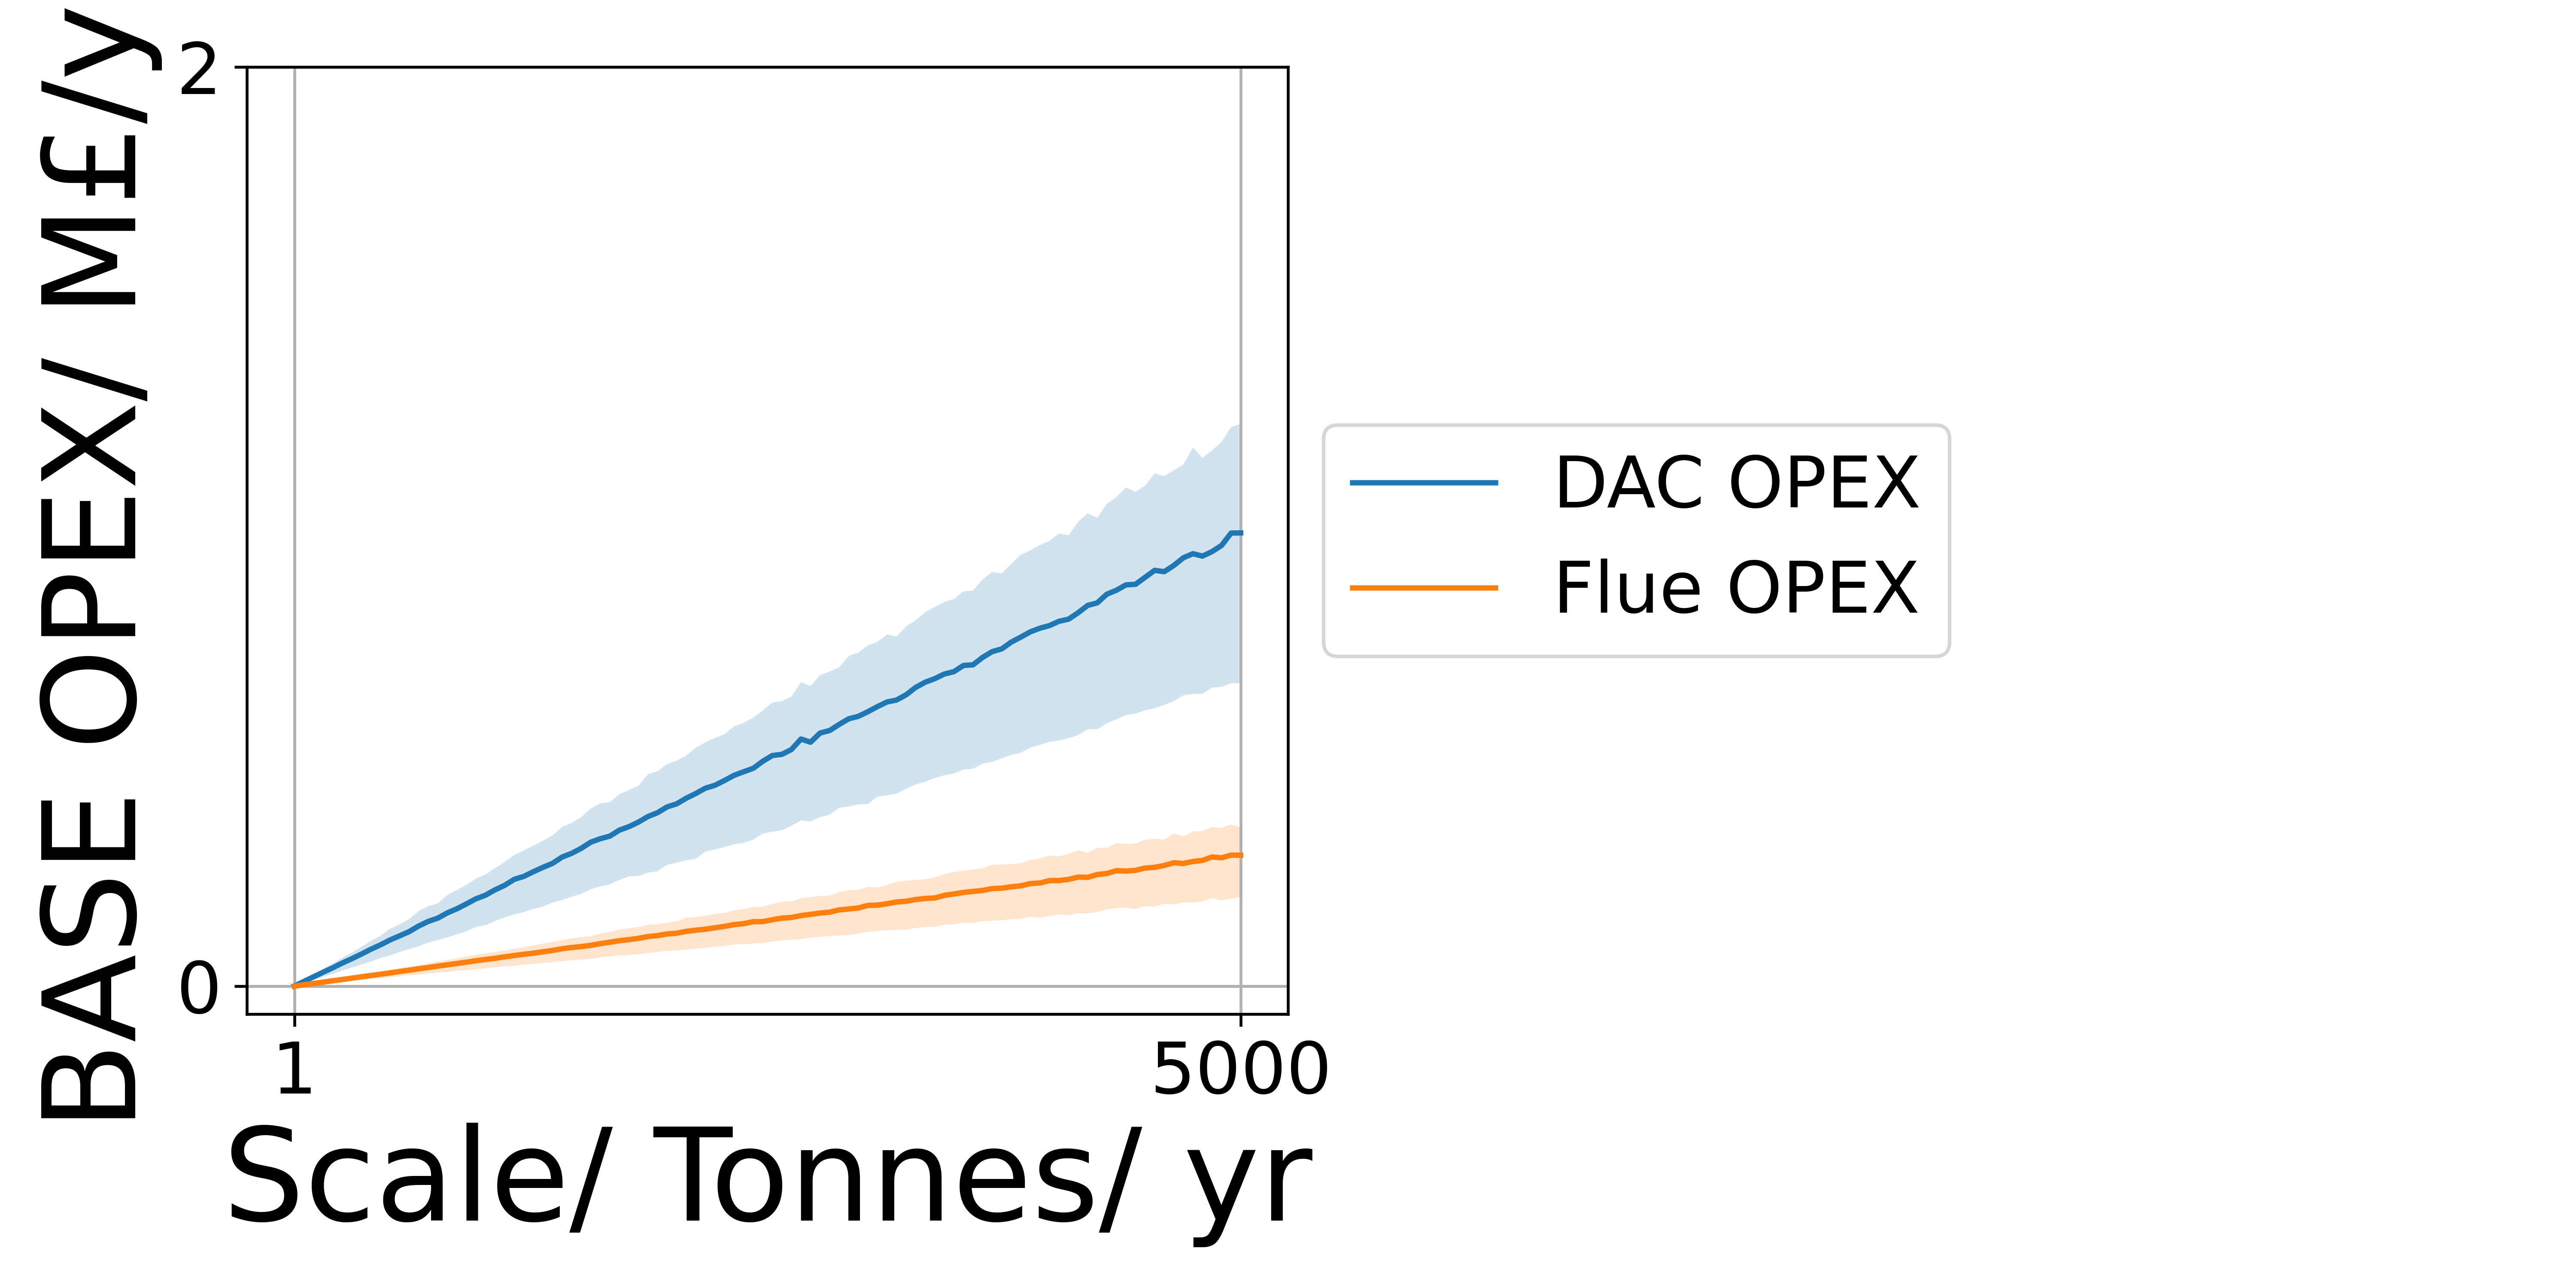 BASE OPEX/ M£/y
2
0
1
5000
Scale/ Tonnes/ yr
DAC OPEX
Flue OPEX